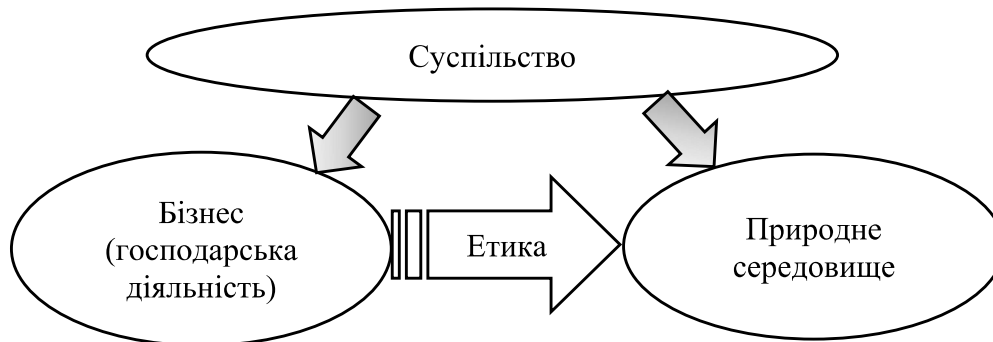 Суспільство
Бізнес
(господарська
діяльність)
Етика
Природне
середовище